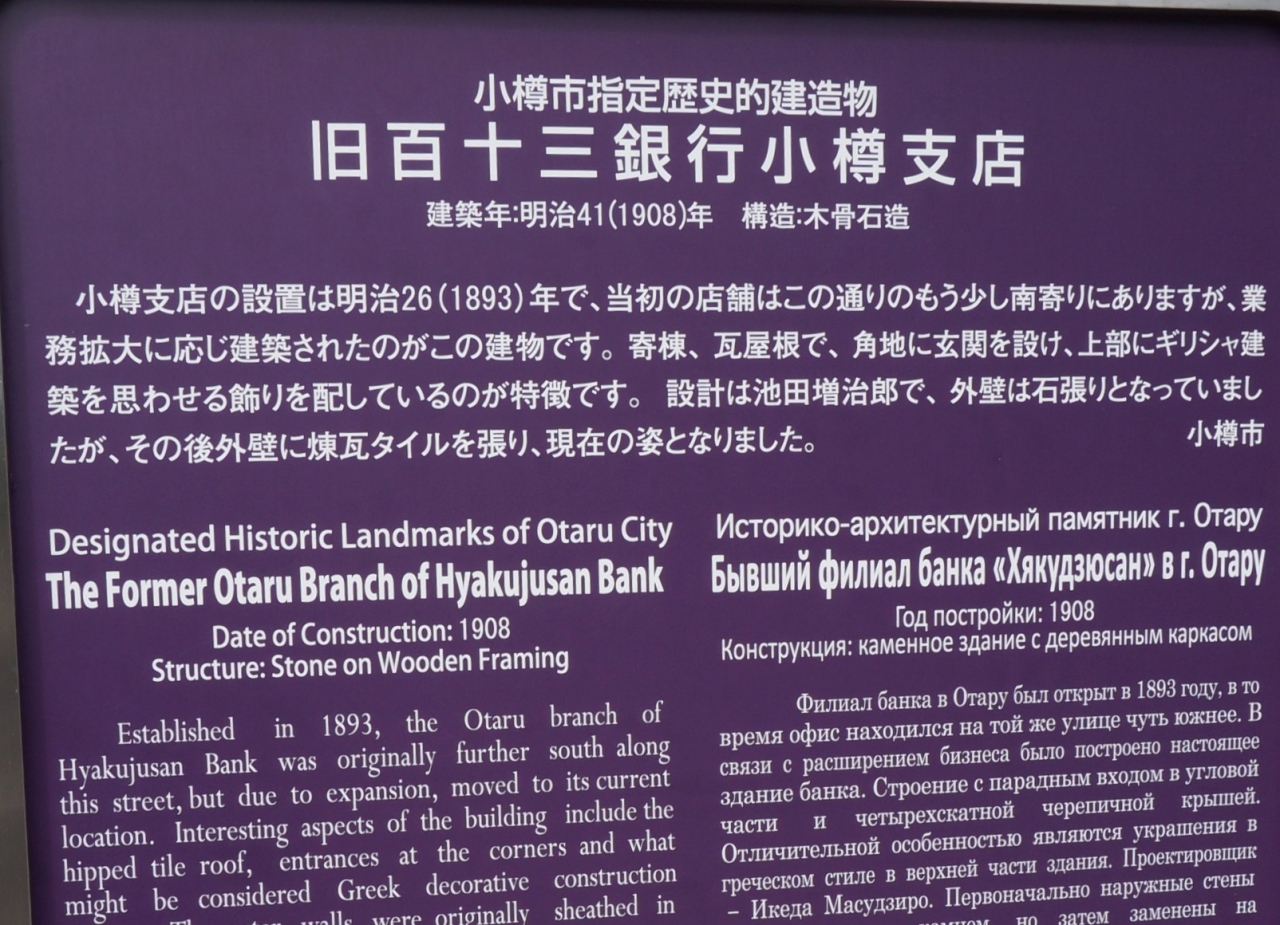 小樽市指定歴史的建造物
旧百十三銀行小樽支店
建築年:明治41(1908)年　構造:木骨石造
小樽支店の設置は明治26(1893)年で、当初の店舗はこの通りのもう少し南寄りにありますが、業
務拡大に応じ建築されたのがこの建物です。寄棟、瓦屋根で、角地に玄関を設け、上部にギリシャ建
築を思わせる飾りを配しているのが特徴です。 設計は池田増治郎で、外壁は石張りとなっていまし
たが、その後外壁に煉瓦タイルを張り、現在の姿となりました。
小樽市
Designated Historic Landmarks of Otaru City
The Former Otaru Branch of Hyakujusan Bank
Date of Construction: 1908
Structure: Stone on Wooden Framing
Established in 1893, the Otaru branch of
Hyakujusan Bank was originally further south along
this street, but due to expansion, moved to its current
location. Interesting aspects of the building include the
hipped tile roof, entrances at the corners and what
might be considered Greek decorative construction
walls were originally sheathed in
Историко-архитектурный памятник г. Отару
Бывший филиал банка «Хякудзюсан» в г. Отару
Год постройки: 1908
Конструкция: каменное здание с деревянным каркасом
Филиал банка в Отару был открыт в 1893 году, в то
время офис находился на той же улице чуть южнее. В
связи с расширением бизнеса было построено настоящее
здание банка. Строение с парадным входом в угловой
части и четырехскатной черепичной крышей.
Отличительной особенностью являются украшения в
греческом стиле в верхней части здания. Проектировщик
– Икеда Масудзиро. Первоначально наружные стены
но затем заменены на